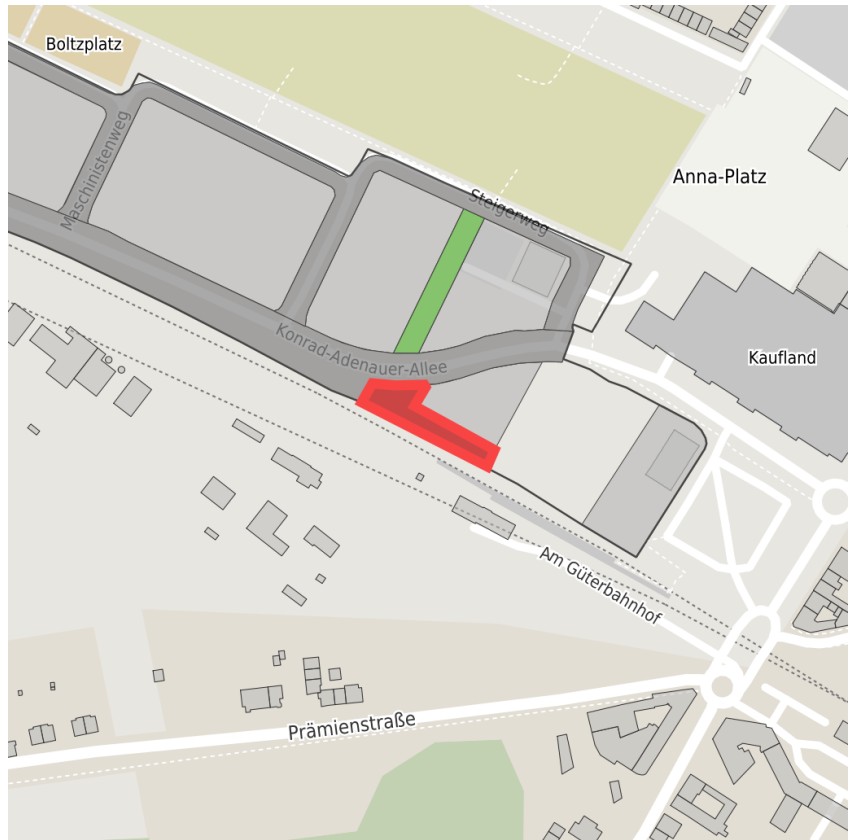 Boltzplatz
Maschinistenweg
Anna-Platz
Steigerweg
Konrad-Adenauer-Allee
Kaufland
Am Güterbahnhof
Prämienstraße